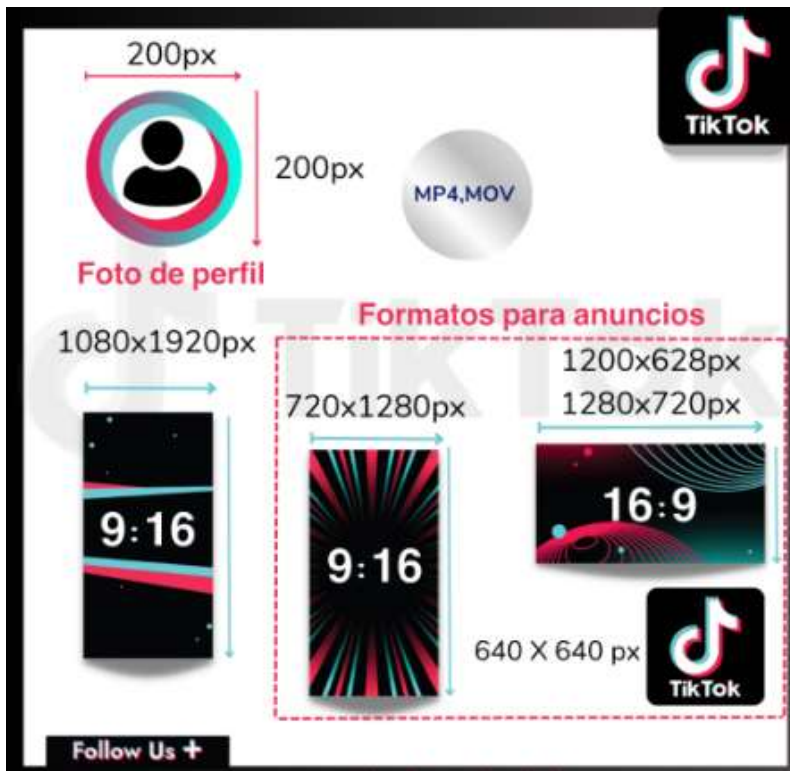 200px
TikTok
200px
MP4,MOV
Foto de perfil
TikTok
Formatos para anuncios
1080x1920px
1200x628px
720x1280px
1280x720px
9:16
9:16
16:9
640 X 640 px
TikTok
Follow Us +